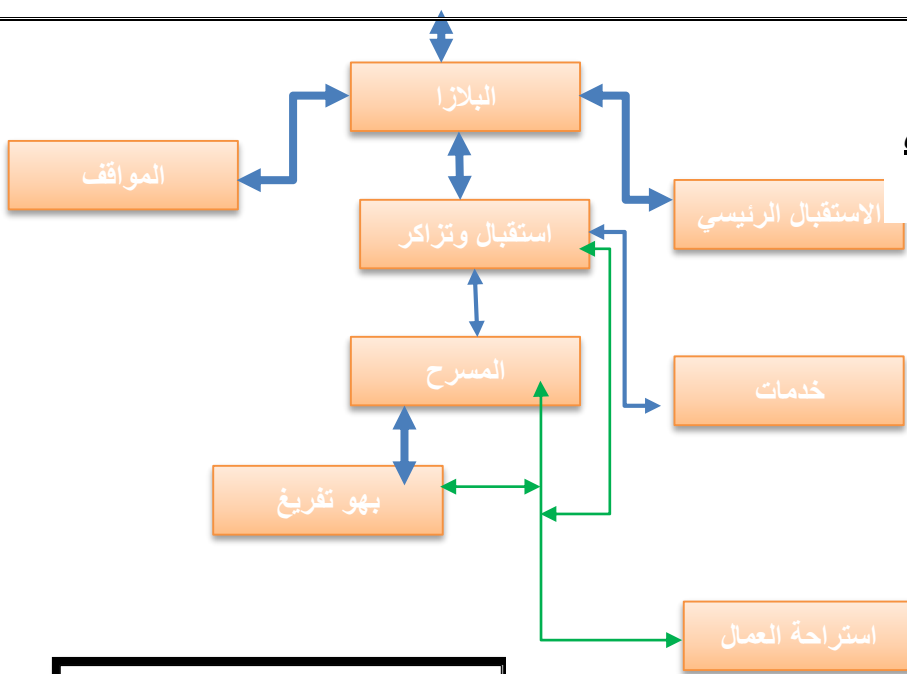 البلازا
المواقف
الاستقبال الرئيسي
استقبال وتزاكر
المسرح
خدمات
بهو تفريغ
استراحة العمال